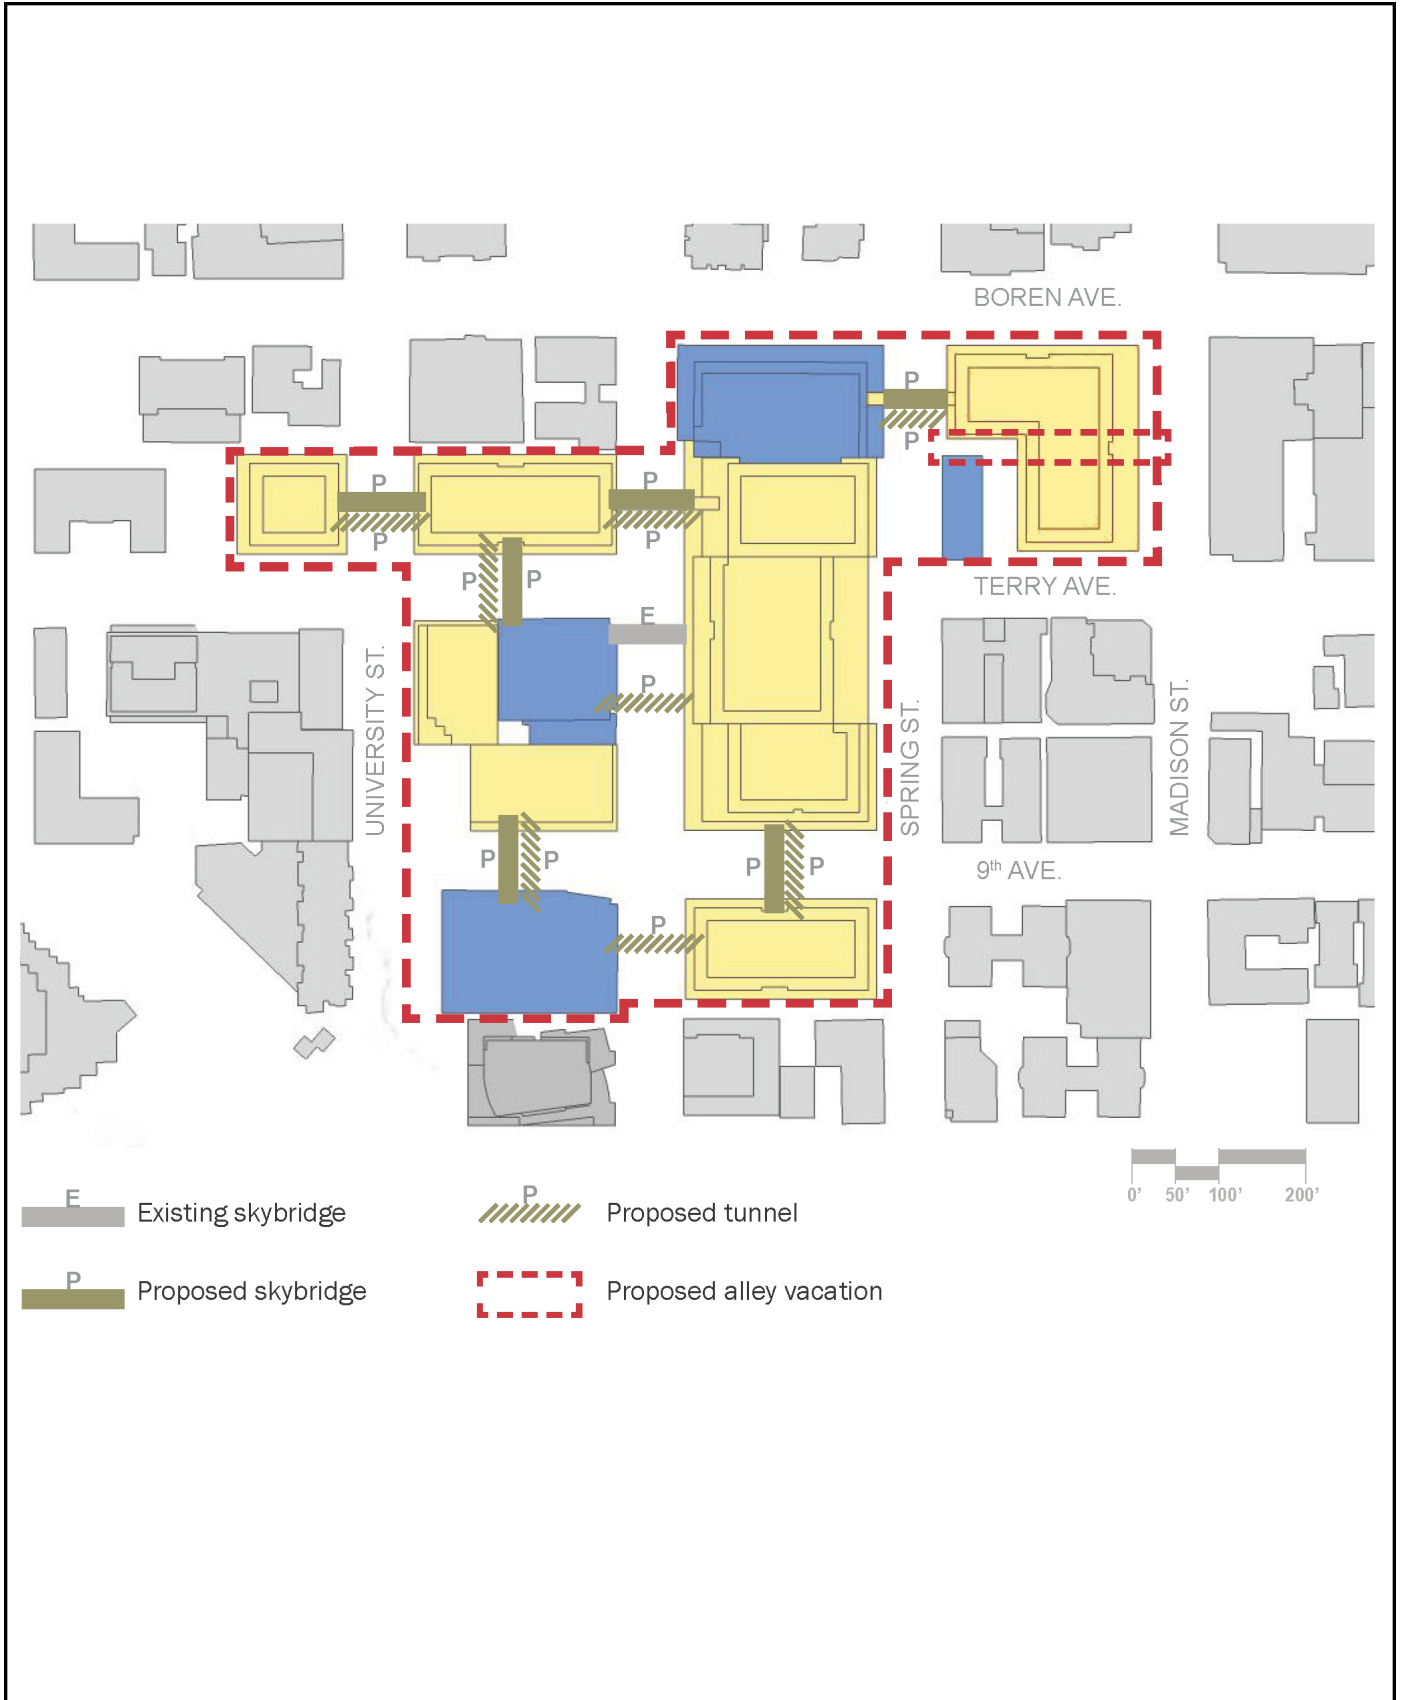 BOREN AVE.
P
P
P
P
P
P
P
P
TERRY AVE.
E
P
UNIVERSITY ST.
SPRING ST.
MADISON ST.
P
P
P
P
9th AVE.
P
E
Existing skybridge
P
Proposed tunnel
P
Proposed skybridge
Proposed alley vacation
0' 50' 100' 200'